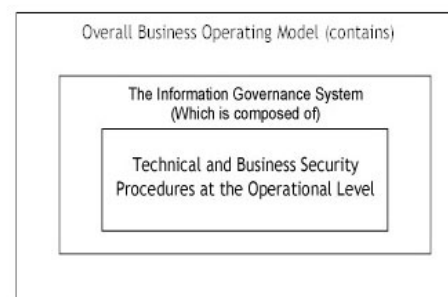 Overall Business Operating Model (contains)
The Information Governance System
(Which is composed of)
Technical and Business Security
Procedures at the Operational Level